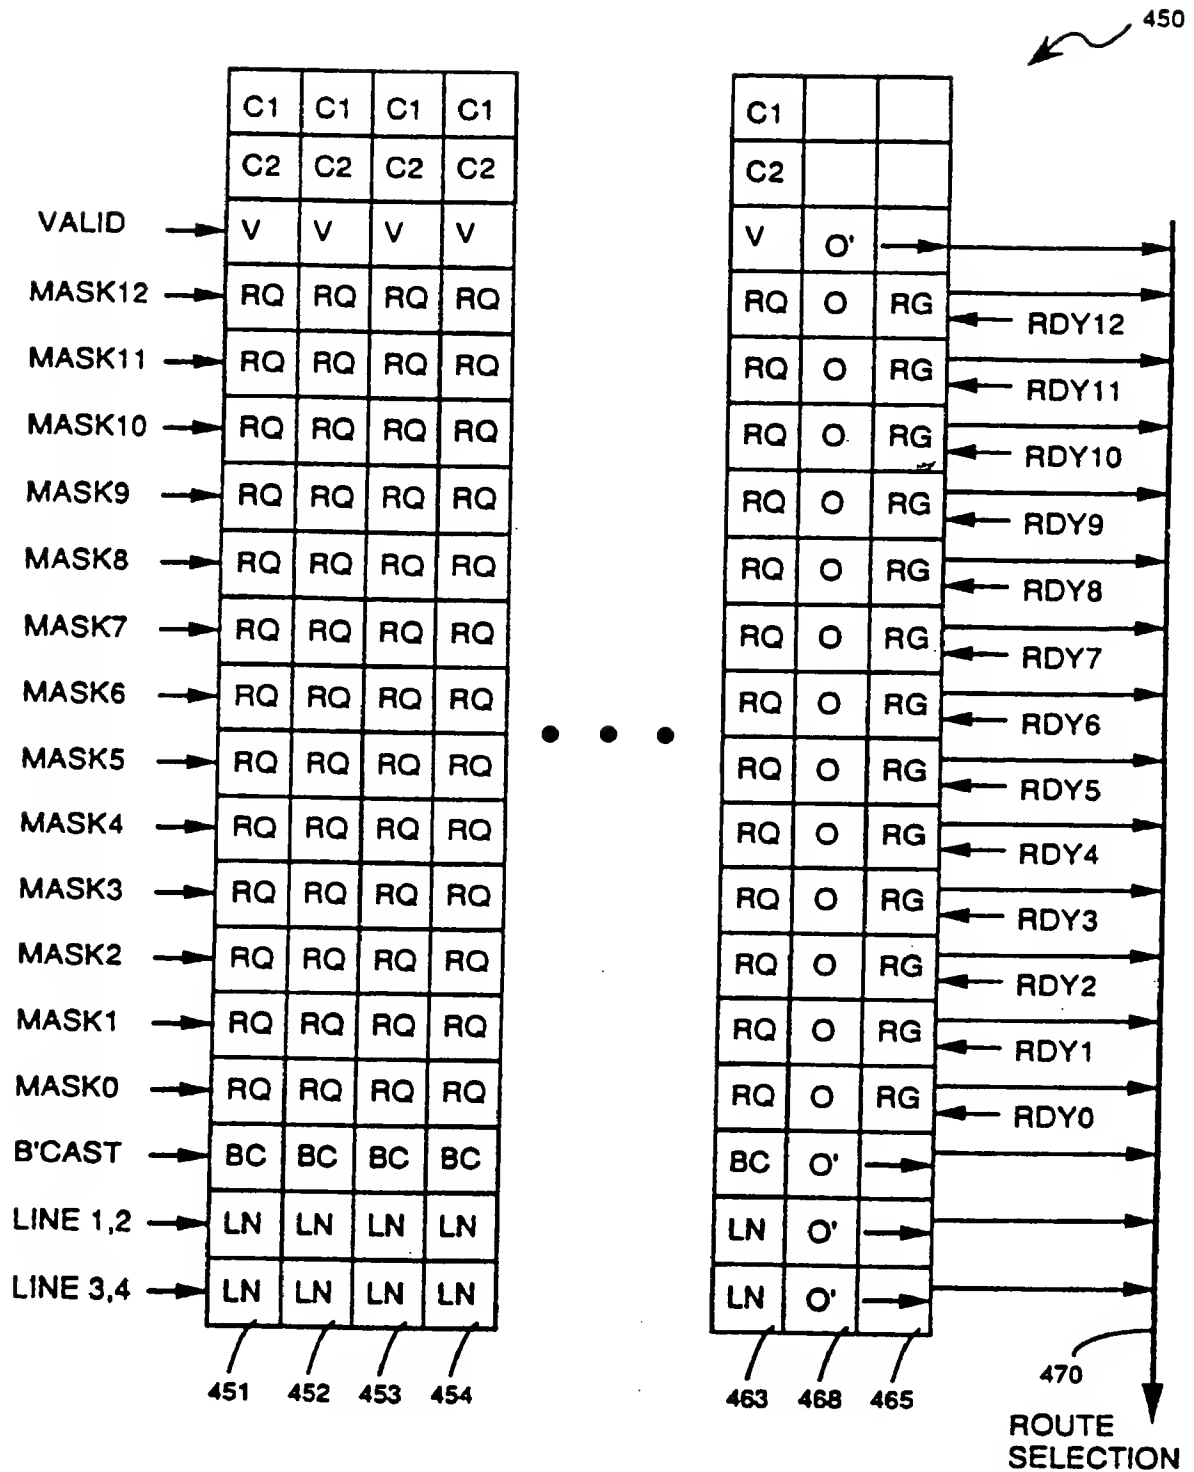 450
C1 C1 C1 C1 C1
C2 C2 C2 C2 C2
VALID V V V V V O'
MASK12 RQ RQ RQ RQ RQ O RG RDY12
MASK11 RQ RQ RQ RQ RQ O RG RDY11
MASK10 RQ RQ RQ RQ RQ O RG RDY10
MASK9 RQ RQ RQ RQ RQ O RG RDY9
MASK8 RQ RQ RQ RQ RQ O RG RDY8
MASK7 RQ RQ RQ RQ RQ O RG RDY7
MASK6 RQ RQ RQ RQ RQ O RG RDY6
MASK5 RQ RQ RQ RQ RQ O RG RDY5
MASK4 RQ RQ RQ RQ RQ O RG RDY4
MASK3 RQ RQ RQ RQ RQ O RG RDY3
MASK2 RQ RQ RQ RQ RQ O RG RDY2
MASK1 RQ RQ RQ RQ RQ O RG RDY1
MASK0 RQ RQ RQ RQ RQ O RG RDY0
B'CAST BC BC BC BC BC O'
LINE 1,2 LN LN LN LN LN O'
LINE 3,4 LN LN LN LN LN O'
451 452 453 454 463 468 465 470
ROUTE
SELECTION